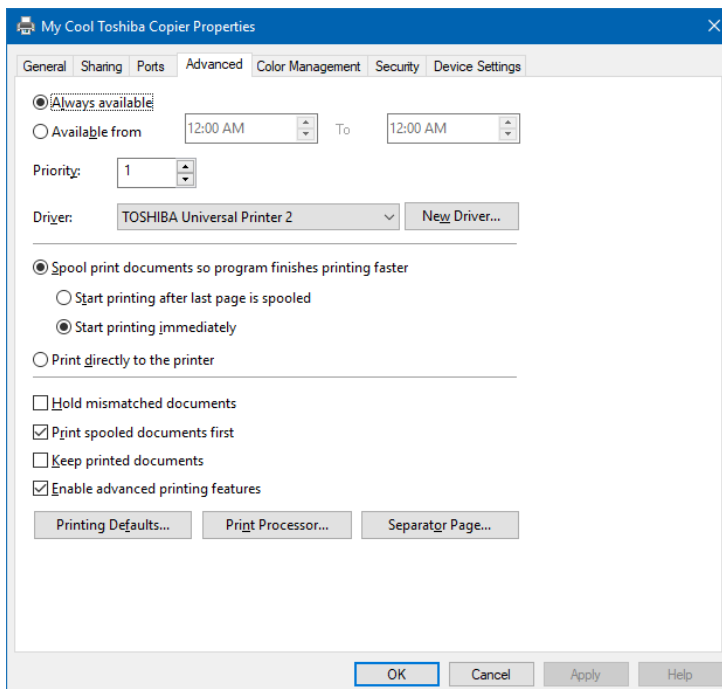 My Cool Toshiba Copier Properties
General Sharing Ports Advanced Color Management Security Device Settings
Always available
Available from 12:00 AM To 12:00 AM
Priority: 1
Driver: TOSHIBA Universal Printer 2 New Driver...
Spool print documents so program finishes printing faster
Start printing after last page is spooled
Start printing immediately
Print directly to the printer
Hold mismatched documents
Print spooled documents first
Keep printed documents
Enable advanced printing features
Printing Defaults... Print Processor... Separator Page...
OK Cancel Apply Help